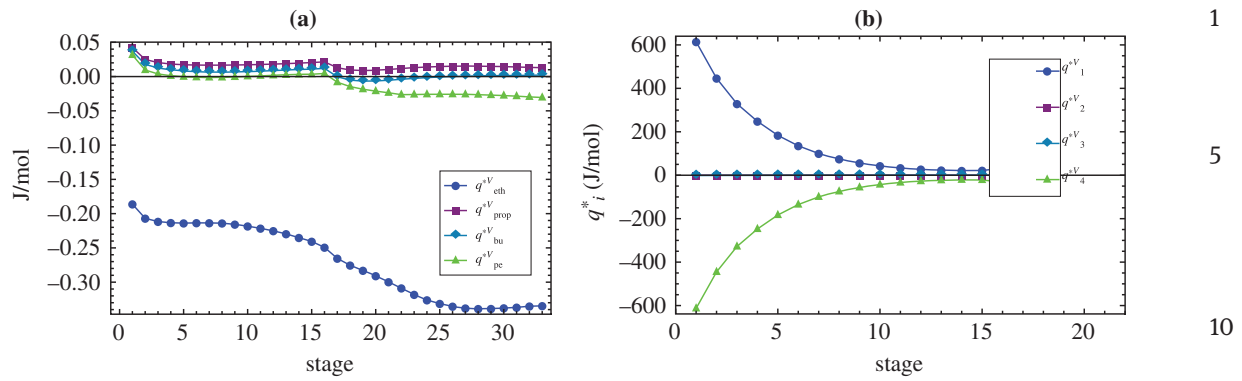 (a)
0.05
0.00
–0.05
–0.10
–0.15
–0.20
–0.25
–0.30
J/mol
0 5 10 15 20 25 30
stage
q*V eth
q*V prop
q*V bu
q*V pe
(b)
600
400
200
0
–200
–400
–600
q*i (J/mol)
0 5 10 15 20
stage
q*V 1
q*V 2
q*V 3
q*V 4
1
5
10